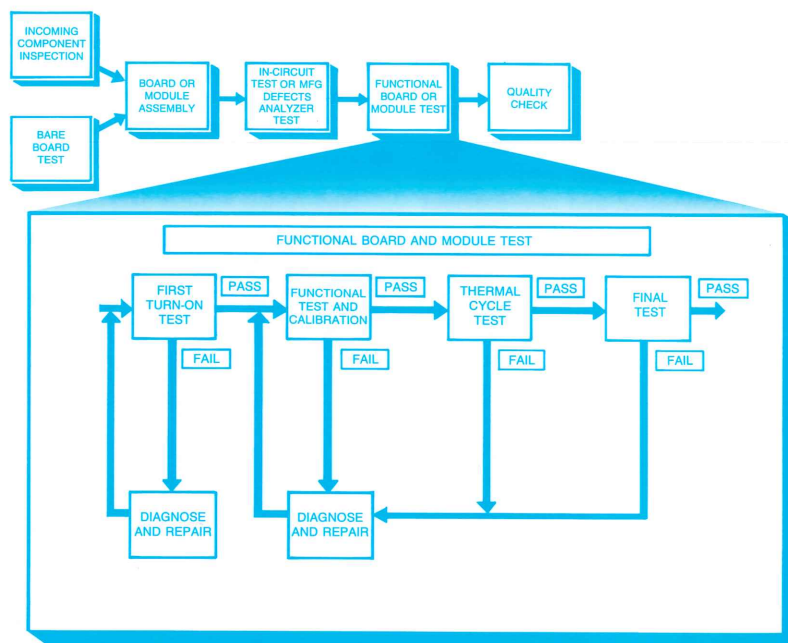 INCOMING
COMPONENT
INSPECTION
BARE
BOARD
TEST
BOARD OR
MODULE
ASSEMBLY
IN-CIRCUIT
TEST OR MFG
DEFECTS
ANALYZER
TEST
FUNCTIONAL
BOARD OR
MODULE TEST
QUALITY
CHECK
FUNCTIONAL BOARD AND MODULE TEST
FIRST
TURN-ON
TEST
PASS
FUNCTIONAL
TEST AND
CALIBRATION
PASS
THERMAL
CYCLE
TEST
PASS
FINAL
TEST
PASS
FAIL
FAIL
FAIL
FAIL
DIAGNOSE
AND REPAIR
DIAGNOSE
AND REPAIR